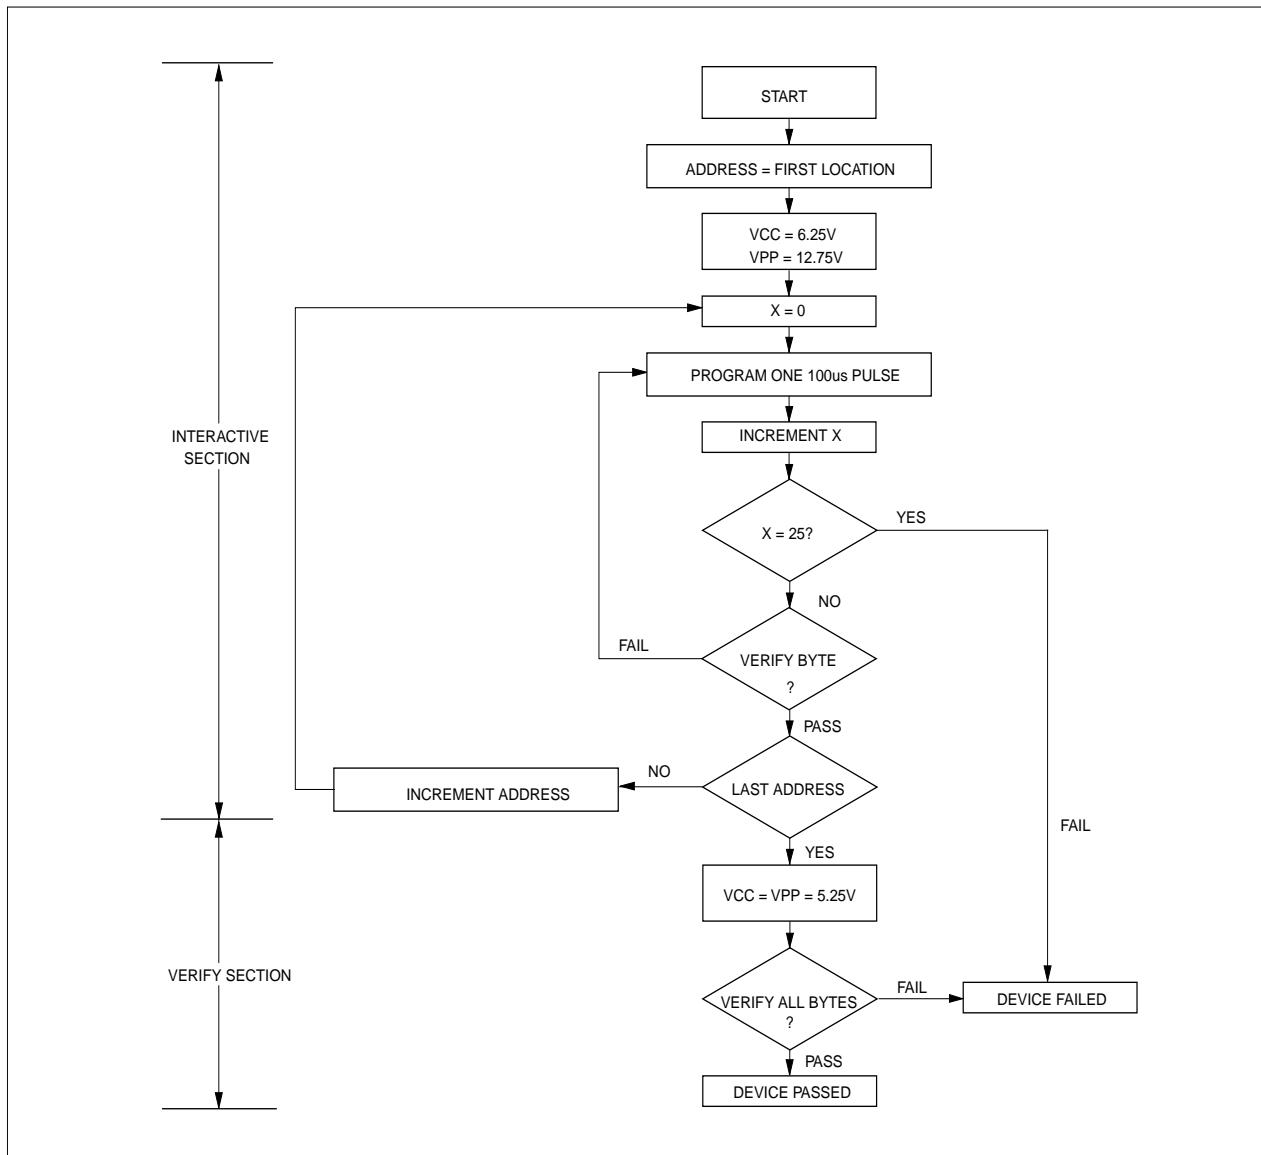 START
ADDRESS = FIRST LOCATION
VCC = 6.25V
VPP = 12.75V
X = 0
PROGRAM ONE 100us PULSE
INCREMENT X
INTERACTIVE
SECTION
X = 25?
YES
NO
FAIL
VERIFY BYTE
?
PASS
NO
INCREMENT ADDRESS
LAST ADDRESS
FAIL
YES
VCC = VPP = 5.25V
VERIFY SECTION
VERIFY ALL BYTES
?
FAIL
DEVICE FAILED
PASS
DEVICE PASSED